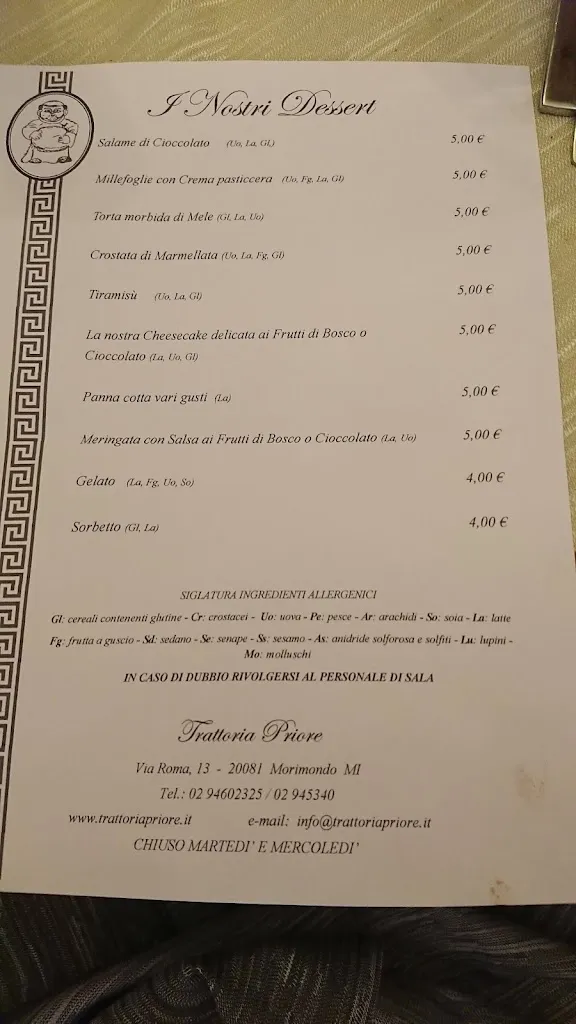 I Nostri Dessert
Salame di Cioccolato (Uo, La, Gl,) 5,00 €
Millefoglie con Crema pasticcera (Uo, Fg, La, Gl) 5,00 €
Torta morbida di Mele (Gl, La, Uo) 5,00 €
Crostata di Marmellata (Uo, La, Fg, Gl) 5,00 €
Tiramisù (Uo, La, Gl) 5,00 €
La nostra Cheesecake delicata ai Frutti di Bosco o 5,00 €
Cioccolato (La, Uo, Gl)
Panna cotta vari gusti (La) 5,00 €
Meringata con Salsa ai Frutti di Bosco o Cioccolato (La, Uo) 5,00 €
Gelato (La, Fg, Uo, So) 4,00 €
Sorbetto (Gl, La) 4,00 €
SIGLATURA INGREDIENTI ALLERGENICI
Gl: cereali contenenti glutine - Cr: crostacei - Uo: uova - Pe: pesce - Ar: arachidi - So: soia - La: latte
Fg: frutta a guscio - Sd: sedano - Se: senape - Ss: sesamo - As: anidride solforosa e solfiti - Lu: lupini -
Mo: molluschi
IN CASO DI DUBBIO RIVOLGERSI AL PERSONALE DI SALA
Trattoria Priore
Via Roma, 13 - 20081 Morimondo MI
Tel.: 02 94602325 / 02 945340
www.trattoriapriore.it e-mail: info@trattoriapriore.it
CHIUSO MARTEDI' E MERCOLEDI'